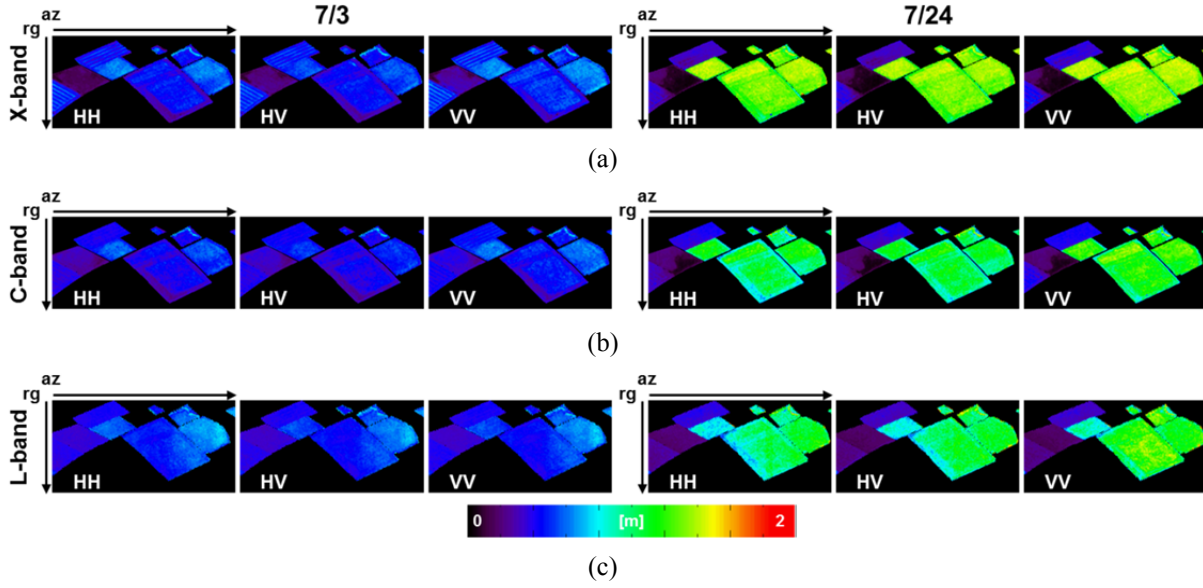 7/3 7/24
az az
rg rg
X-band
HH HV VV HH HV VV
(a)
az az
rg rg
C-band
HH HV VV HH HV VV
(b)
az az
rg rg
L-band
HH HV VV HH HV VV
0 [m] 2
(c)